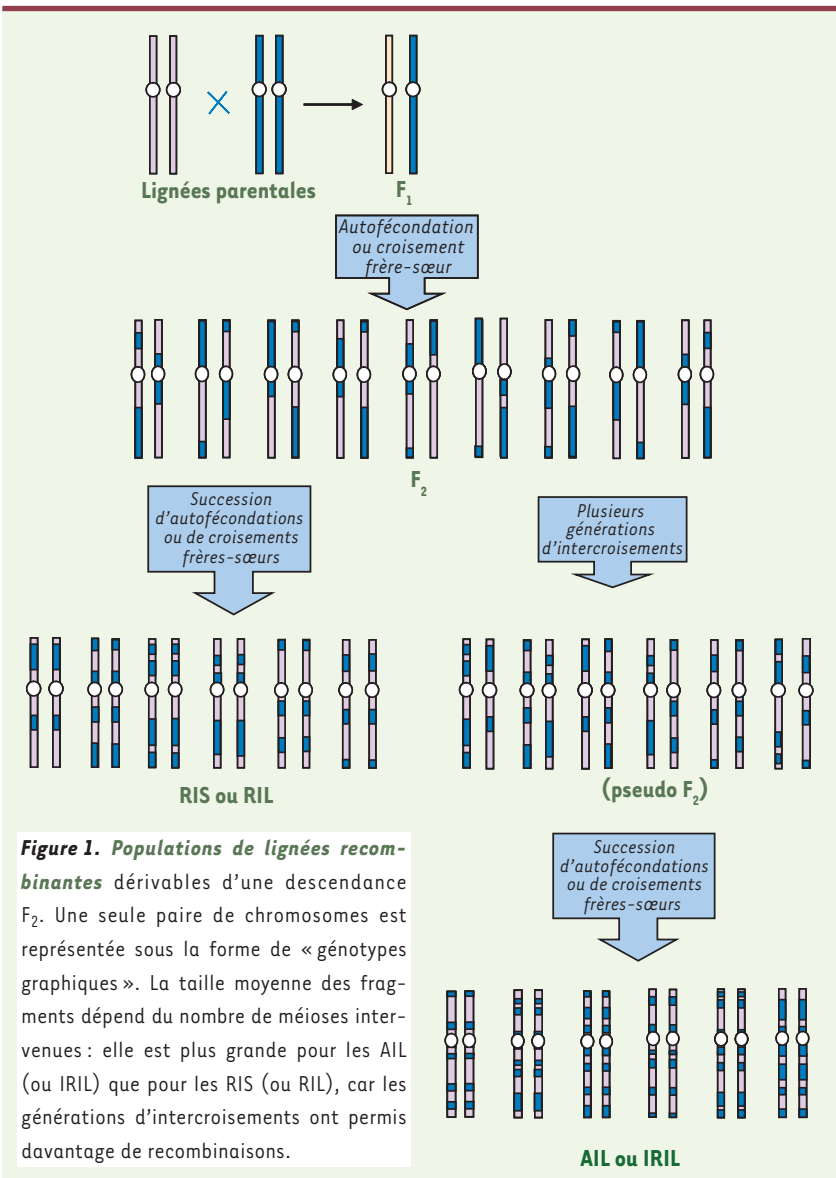 Lignées parentales
F₁
Autofécondation
ou croisement
frère-sœur
F₂
Succession
d'autofécondations
ou de croisements
frères-sœurs
Plusieurs
générations
d'intercroisements
RIS ou RIL
(pseudo F₂)
Succession
d'autofécondations
ou de croisements
frères-sœurs
AIL ou IRIL
Figure 1. Populations de lignées recom-
binantes dérivables d'une descendance
F₂. Une seule paire de chromosomes est
représentée sous la forme de « génotypes
graphiques ». La taille moyenne des frag-
ments dépend du nombre de méioses inter-
venues : elle est plus grande pour les AIL
(ou IRIL) que pour les RIS (ou RIL), car les
générations d'intercroisements ont permis
davantage de recombinaisons.